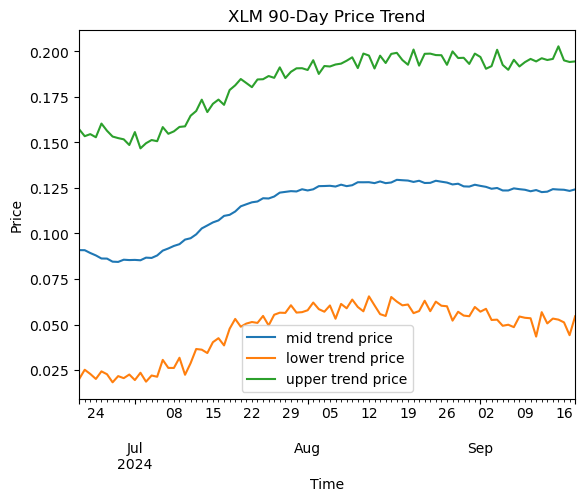 XLM 90-Day Price Trend
0.200
0.175
0.150
0.125
0.100
0.075
0.050
0.025
Price
mid trend price
lower trend price
upper trend price
24 08 15 22 29 05 12 19 26 02 09 16
Jul Aug Sep
2024
Time